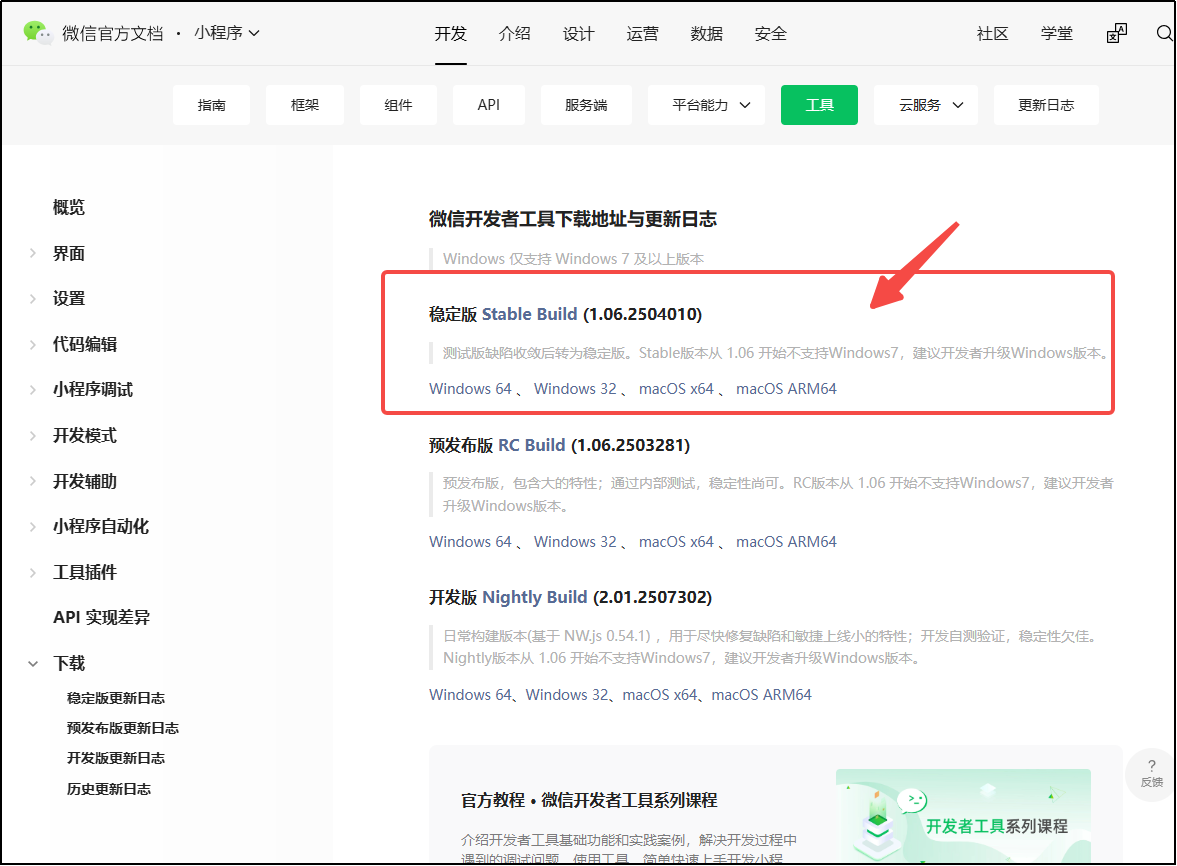 微信官方文档 · 小程序
开发 介绍 设计 运营 数据 安全
社区 学堂
指南 框架 组件 API 服务端 平台能力 工具 云服务 更新日志
概览
界面
设置
代码编辑
小程序调试
开发模式
开发辅助
小程序自动化
工具插件
API 实现差异
下载
稳定版更新日志
预发布版更新日志
开发版更新日志
历史更新日志
微信开发者工具下载地址与更新日志
Windows 仅支持 Windows 7 及以上版本
稳定版 Stable Build (1.06.2504010)
测试版缺陷收敛后转为稳定版。Stable版本从 1.06 开始不支持Windows7，建议开发者升级Windows版本。
Windows 64 、 Windows 32 、 macOS x64 、 macOS ARM64
预发布版 RC Build (1.06.2503281)
预发布版，包含大的特性；通过内部测试，稳定性尚可。RC版本从 1.06 开始不支持Windows7，建议开发者
升级Windows版本。
Windows 64 、 Windows 32 、 macOS x64 、 macOS ARM64
开发版 Nightly Build (2.01.2507302)
日常构建版本(基于 NW.js 0.54.1) ，用于尽快修复缺陷和敏捷上线小的特性；开发自测验证，稳定性欠佳。
Nightly版本从 1.06 开始不支持Windows7，建议开发者升级Windows版本。
Windows 64、Windows 32、macOS x64、macOS ARM64
官方教程 • 微信开发者工具系列课程
介绍开发者工具基础功能和实践案例，解决开发过程中
遇到的调试问题，使用工具，简单快速上手开发小程
开发者工具系列课程
?
反馈